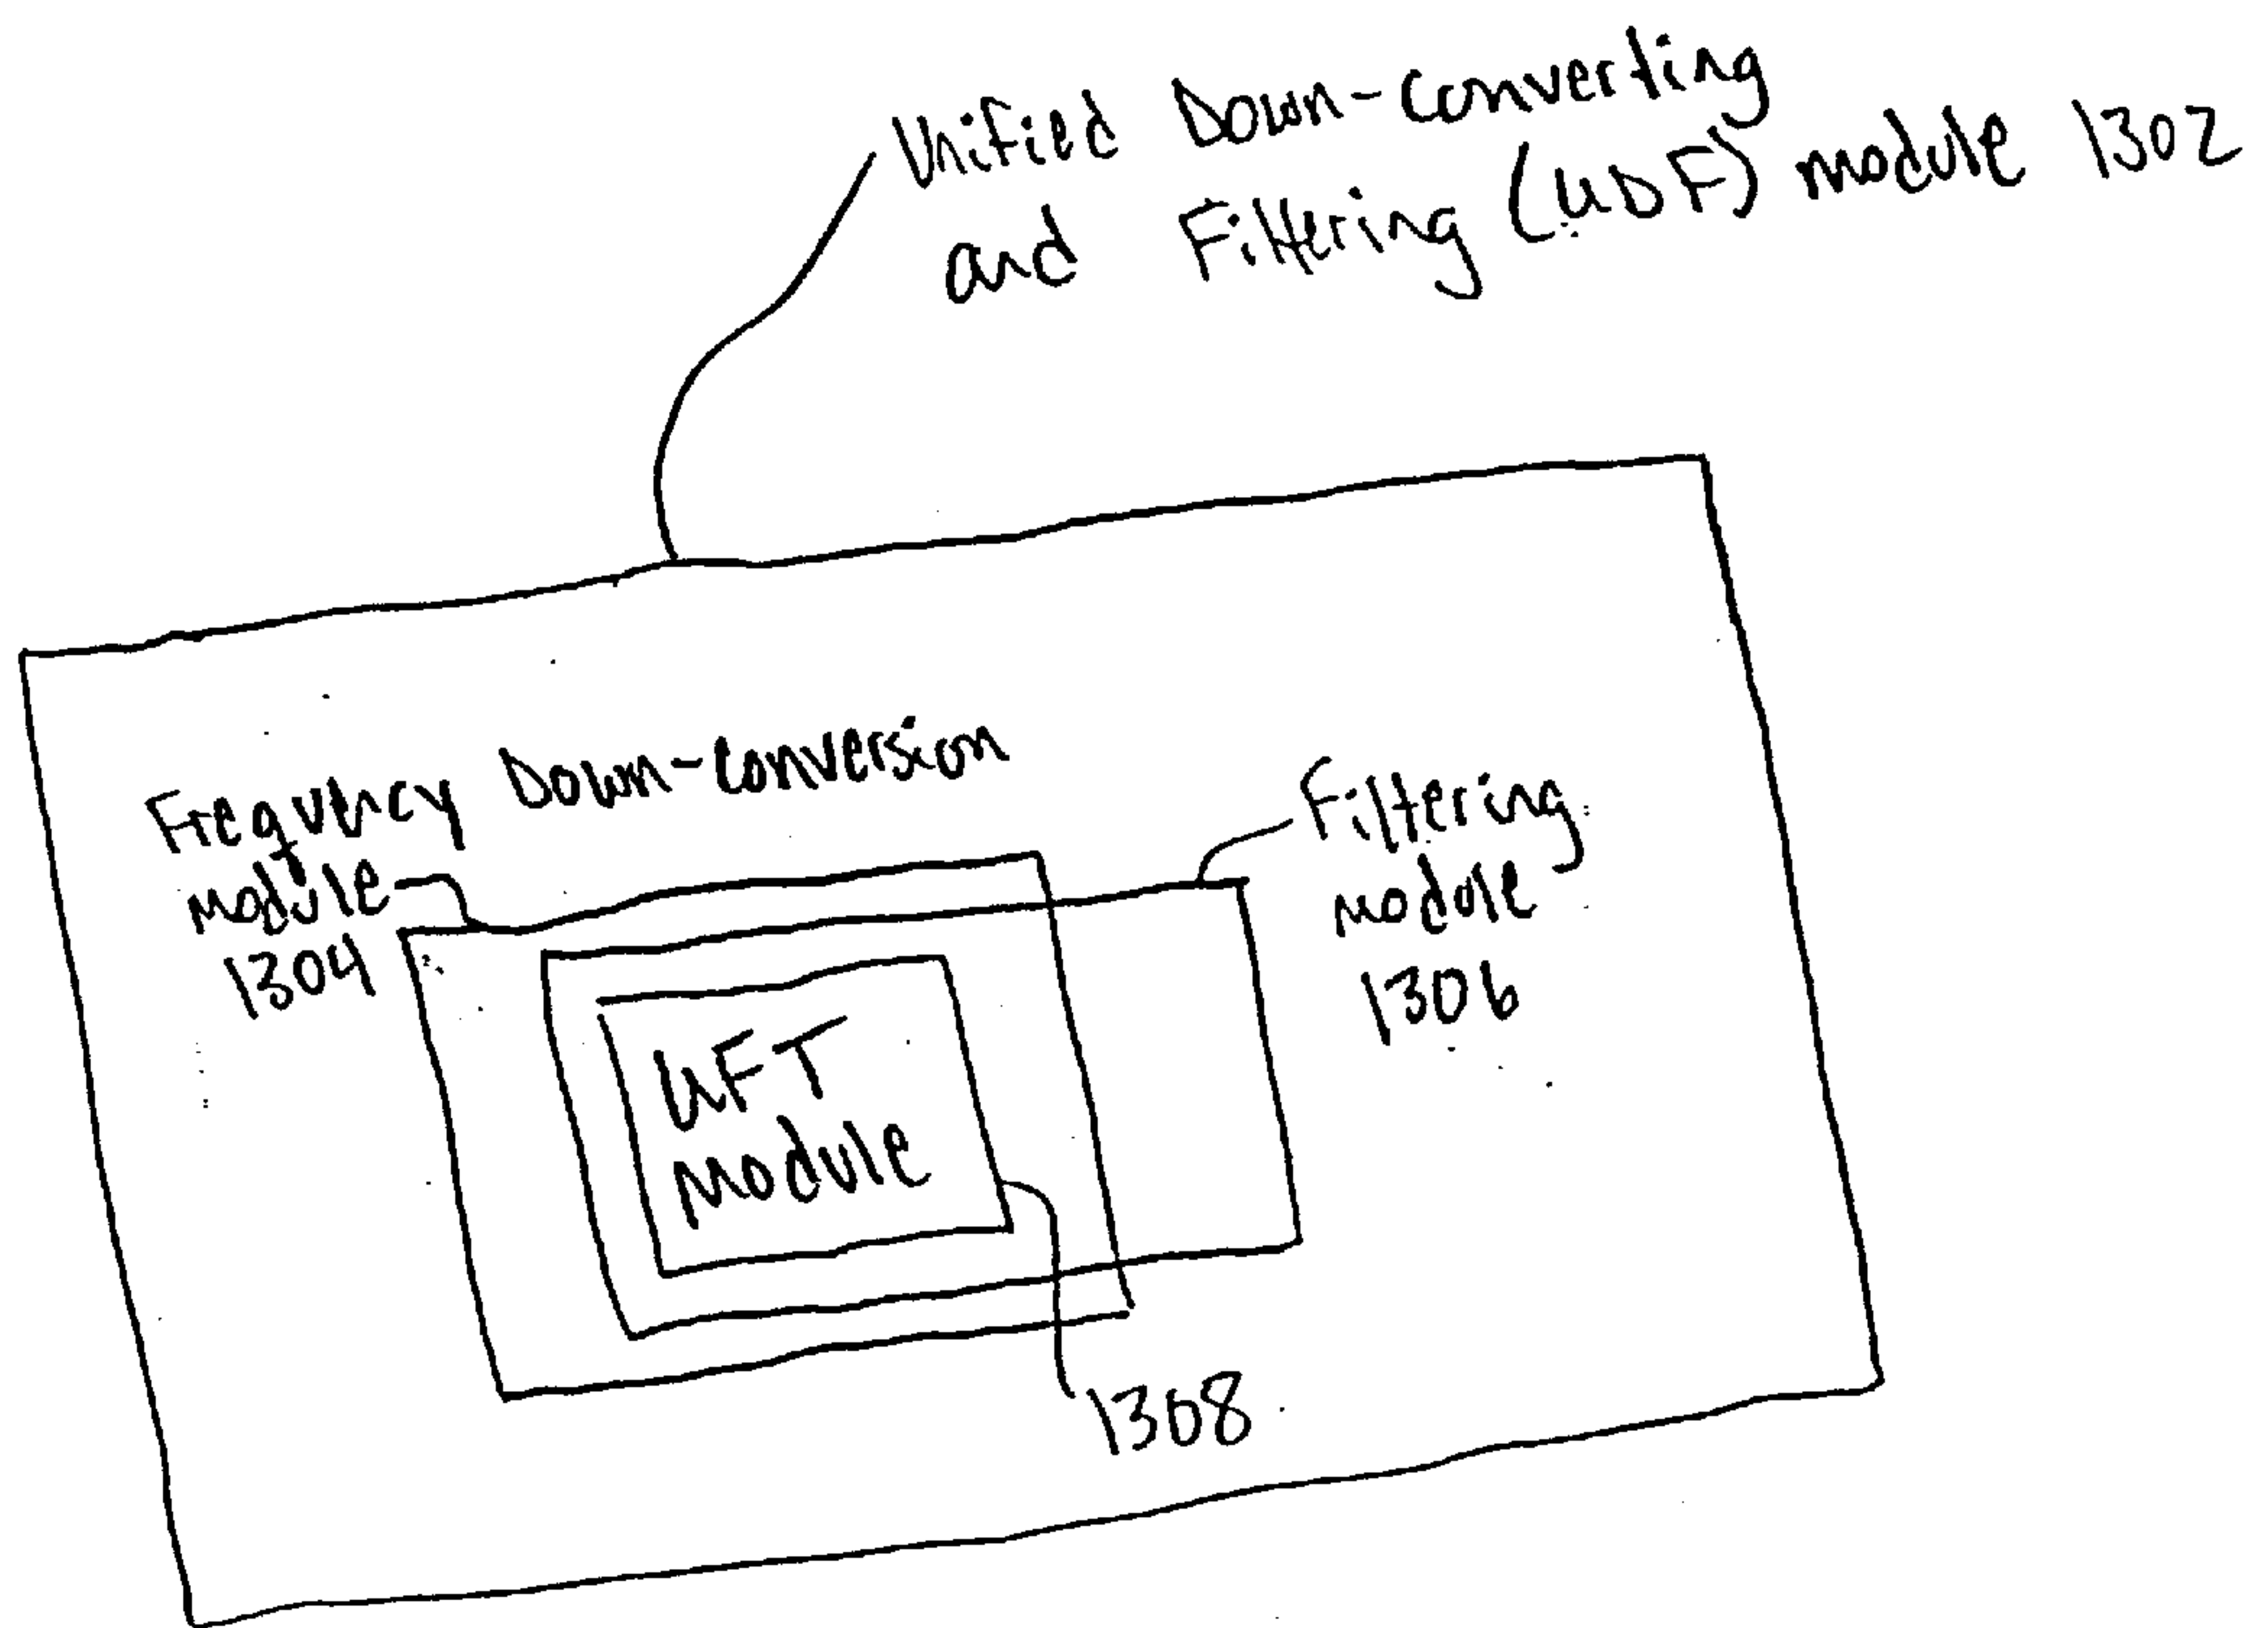 Unified Down-Converting
and Filtering (UDF) module 1302
Frequency Down-Conversion
module
1304
Filtering
module
1306
UFT
module
1308